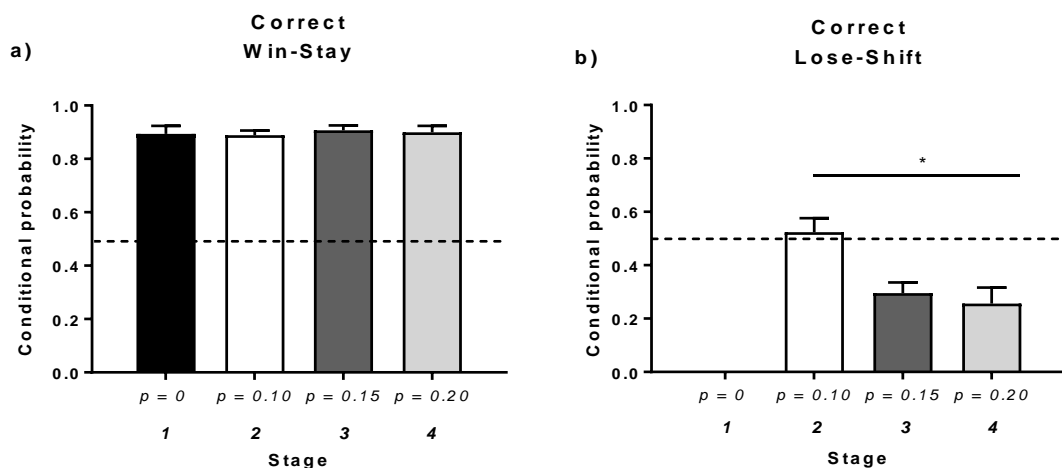 a)
Correct
Win-Stay
Conditional probability
1.0
0.8
0.6
0.4
0.2
0.0
p = 0 p = 0.10 p = 0.15 p = 0.20
1 2 3 4
Stage
b)
Correct
Lose-Shift
Conditional probability
1.0
0.8
0.6
0.4
0.2
0.0
*
p = 0 p = 0.10 p = 0.15 p = 0.20
1 2 3 4
Stage